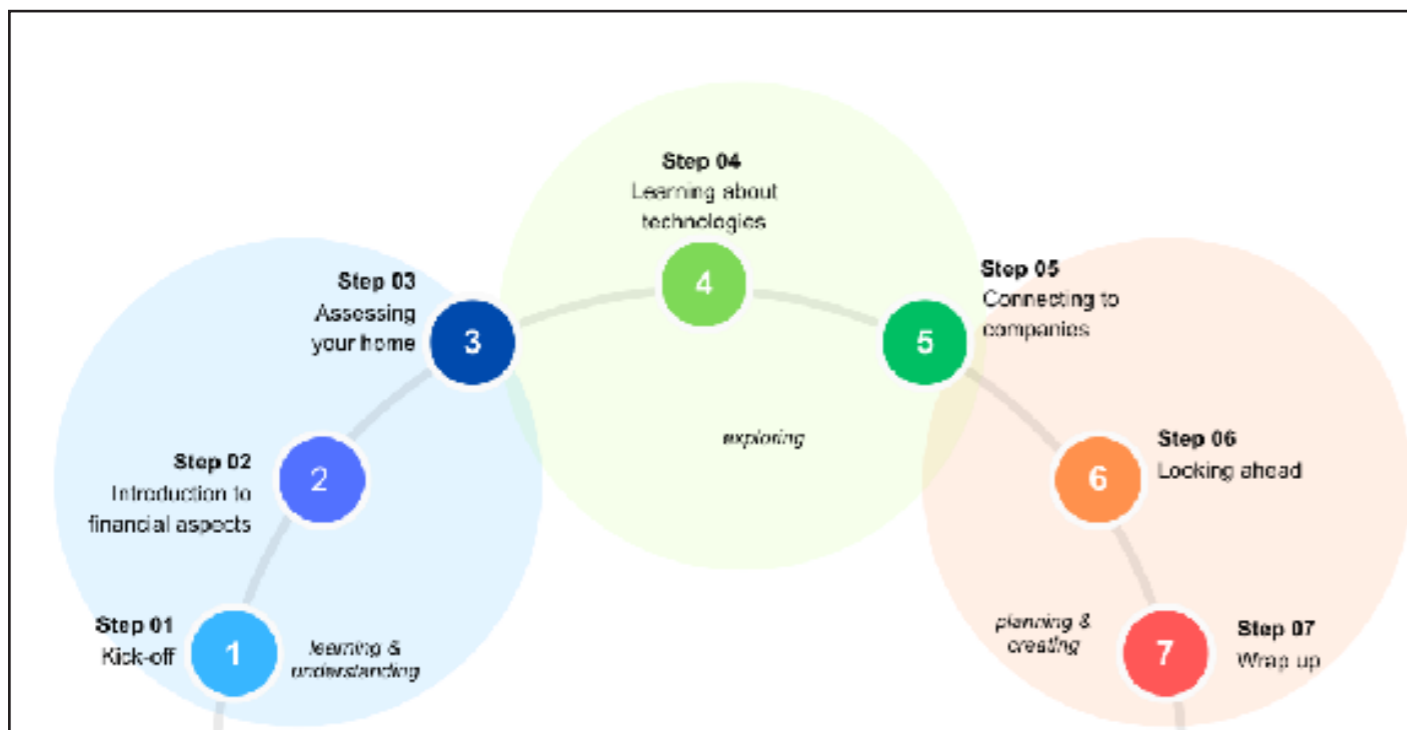 Step 01
Kick-off
1
learning &
understanding
Step 02
Introduction to
financial aspects
2
Step 03
Assessing
your home
3
Step 04
Learning about
technologies
4
exploring
Step 05
Connecting to
companies
5
Step 06
Looking ahead
6
planning &
creating
Step 07
Wrap up
7